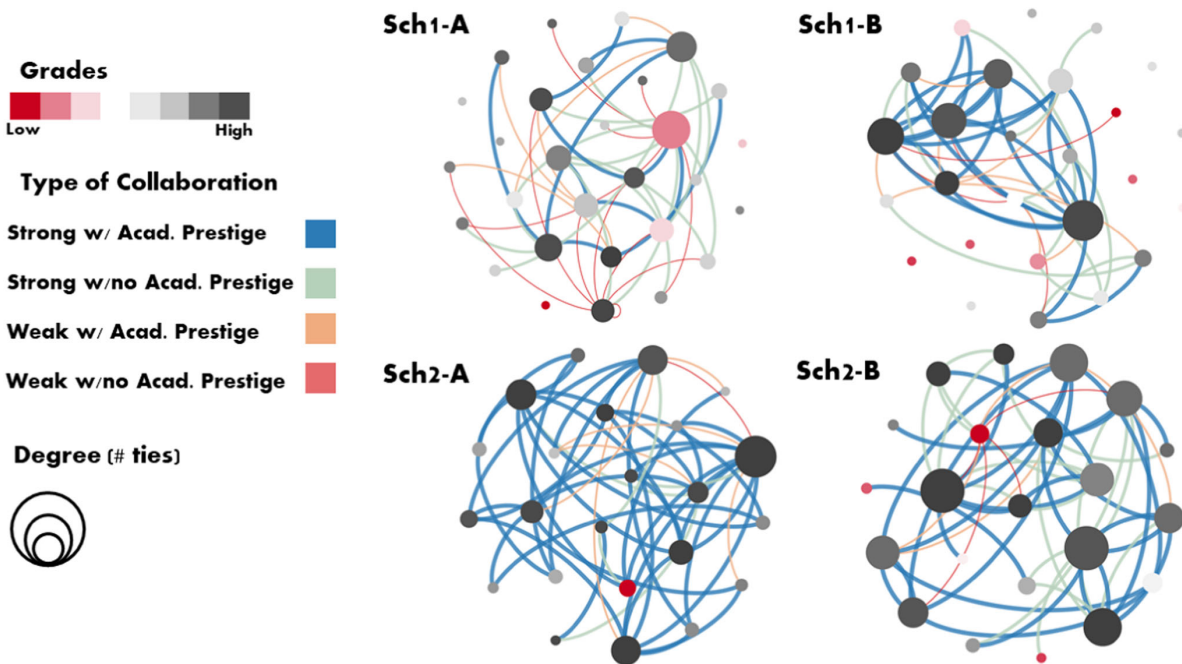 Grades
Low
High
Type of Collaboration
Strong w/ Acad. Prestige
Strong w/no Acad. Prestige
Weak w/ Acad. Prestige
Weak w/no Acad. Prestige
Degree (# ties)
Sch1-A
Sch1-B
Sch2-A
Sch2-B